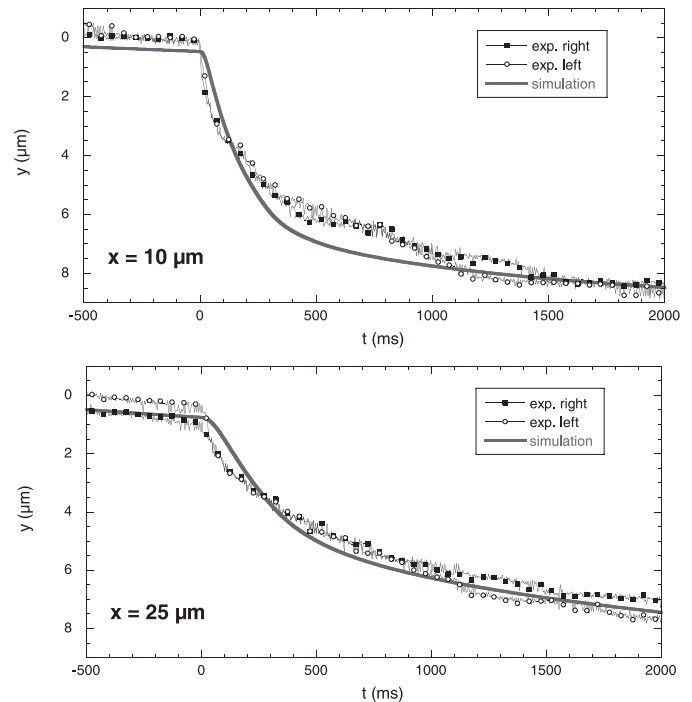 0
2
4
6
8
y (µm)
exp. right
exp. left
simulation
x = 10 µm
-500 0 500 1000 1500 2000
t (ms)
0
2
4
6
8
y (µm)
exp. right
exp. left
simulation
x = 25 µm
-500 0 500 1000 1500 2000
t (ms)